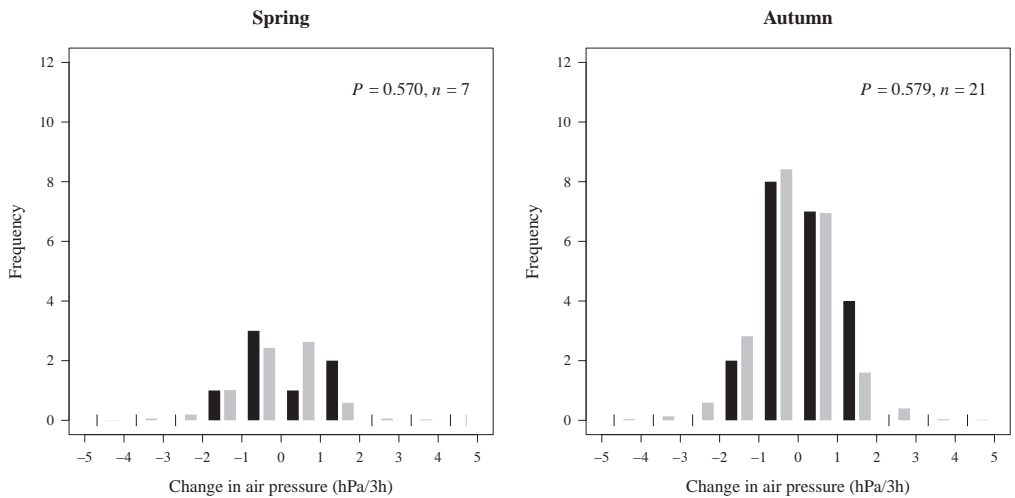 Spring
P = 0.570, n = 7
12
10
8
6
4
2
0
Frequency
–5 –4 –3 –2 –1 0 1 2 3 4 5
Change in air pressure (hPa/3h)
Autumn
P = 0.579, n = 21
12
10
8
6
4
2
0
Frequency
–5 –4 –3 –2 –1 0 1 2 3 4 5
Change in air pressure (hPa/3h)